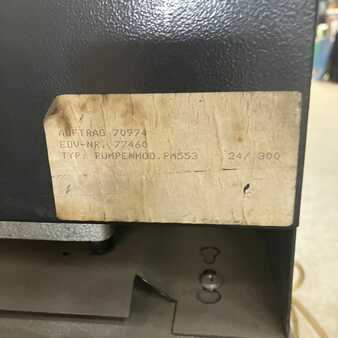 AUFTRAG 70974
EDV-NR. 77460
TYP: PUMPENMOD.PM553 24/ 300